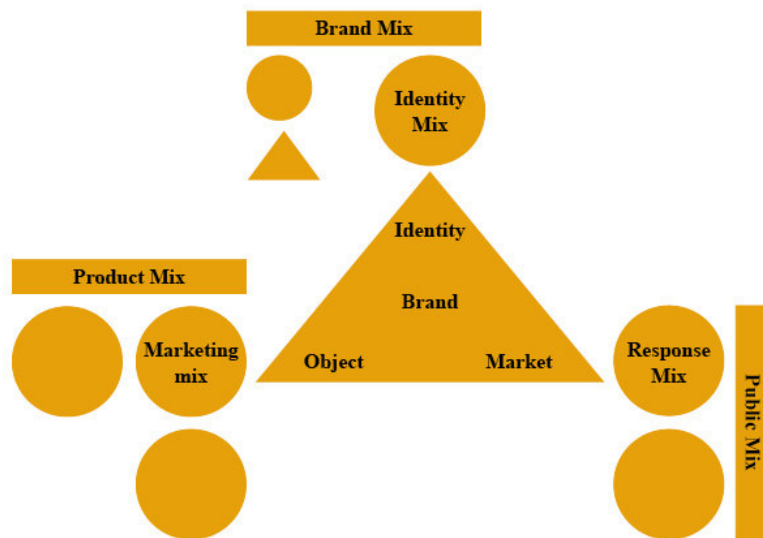 Brand Mix
Identity
Mix
Identity
Product Mix
Brand
Marketing
mix
Object
Market
Response
Mix
Public Mix